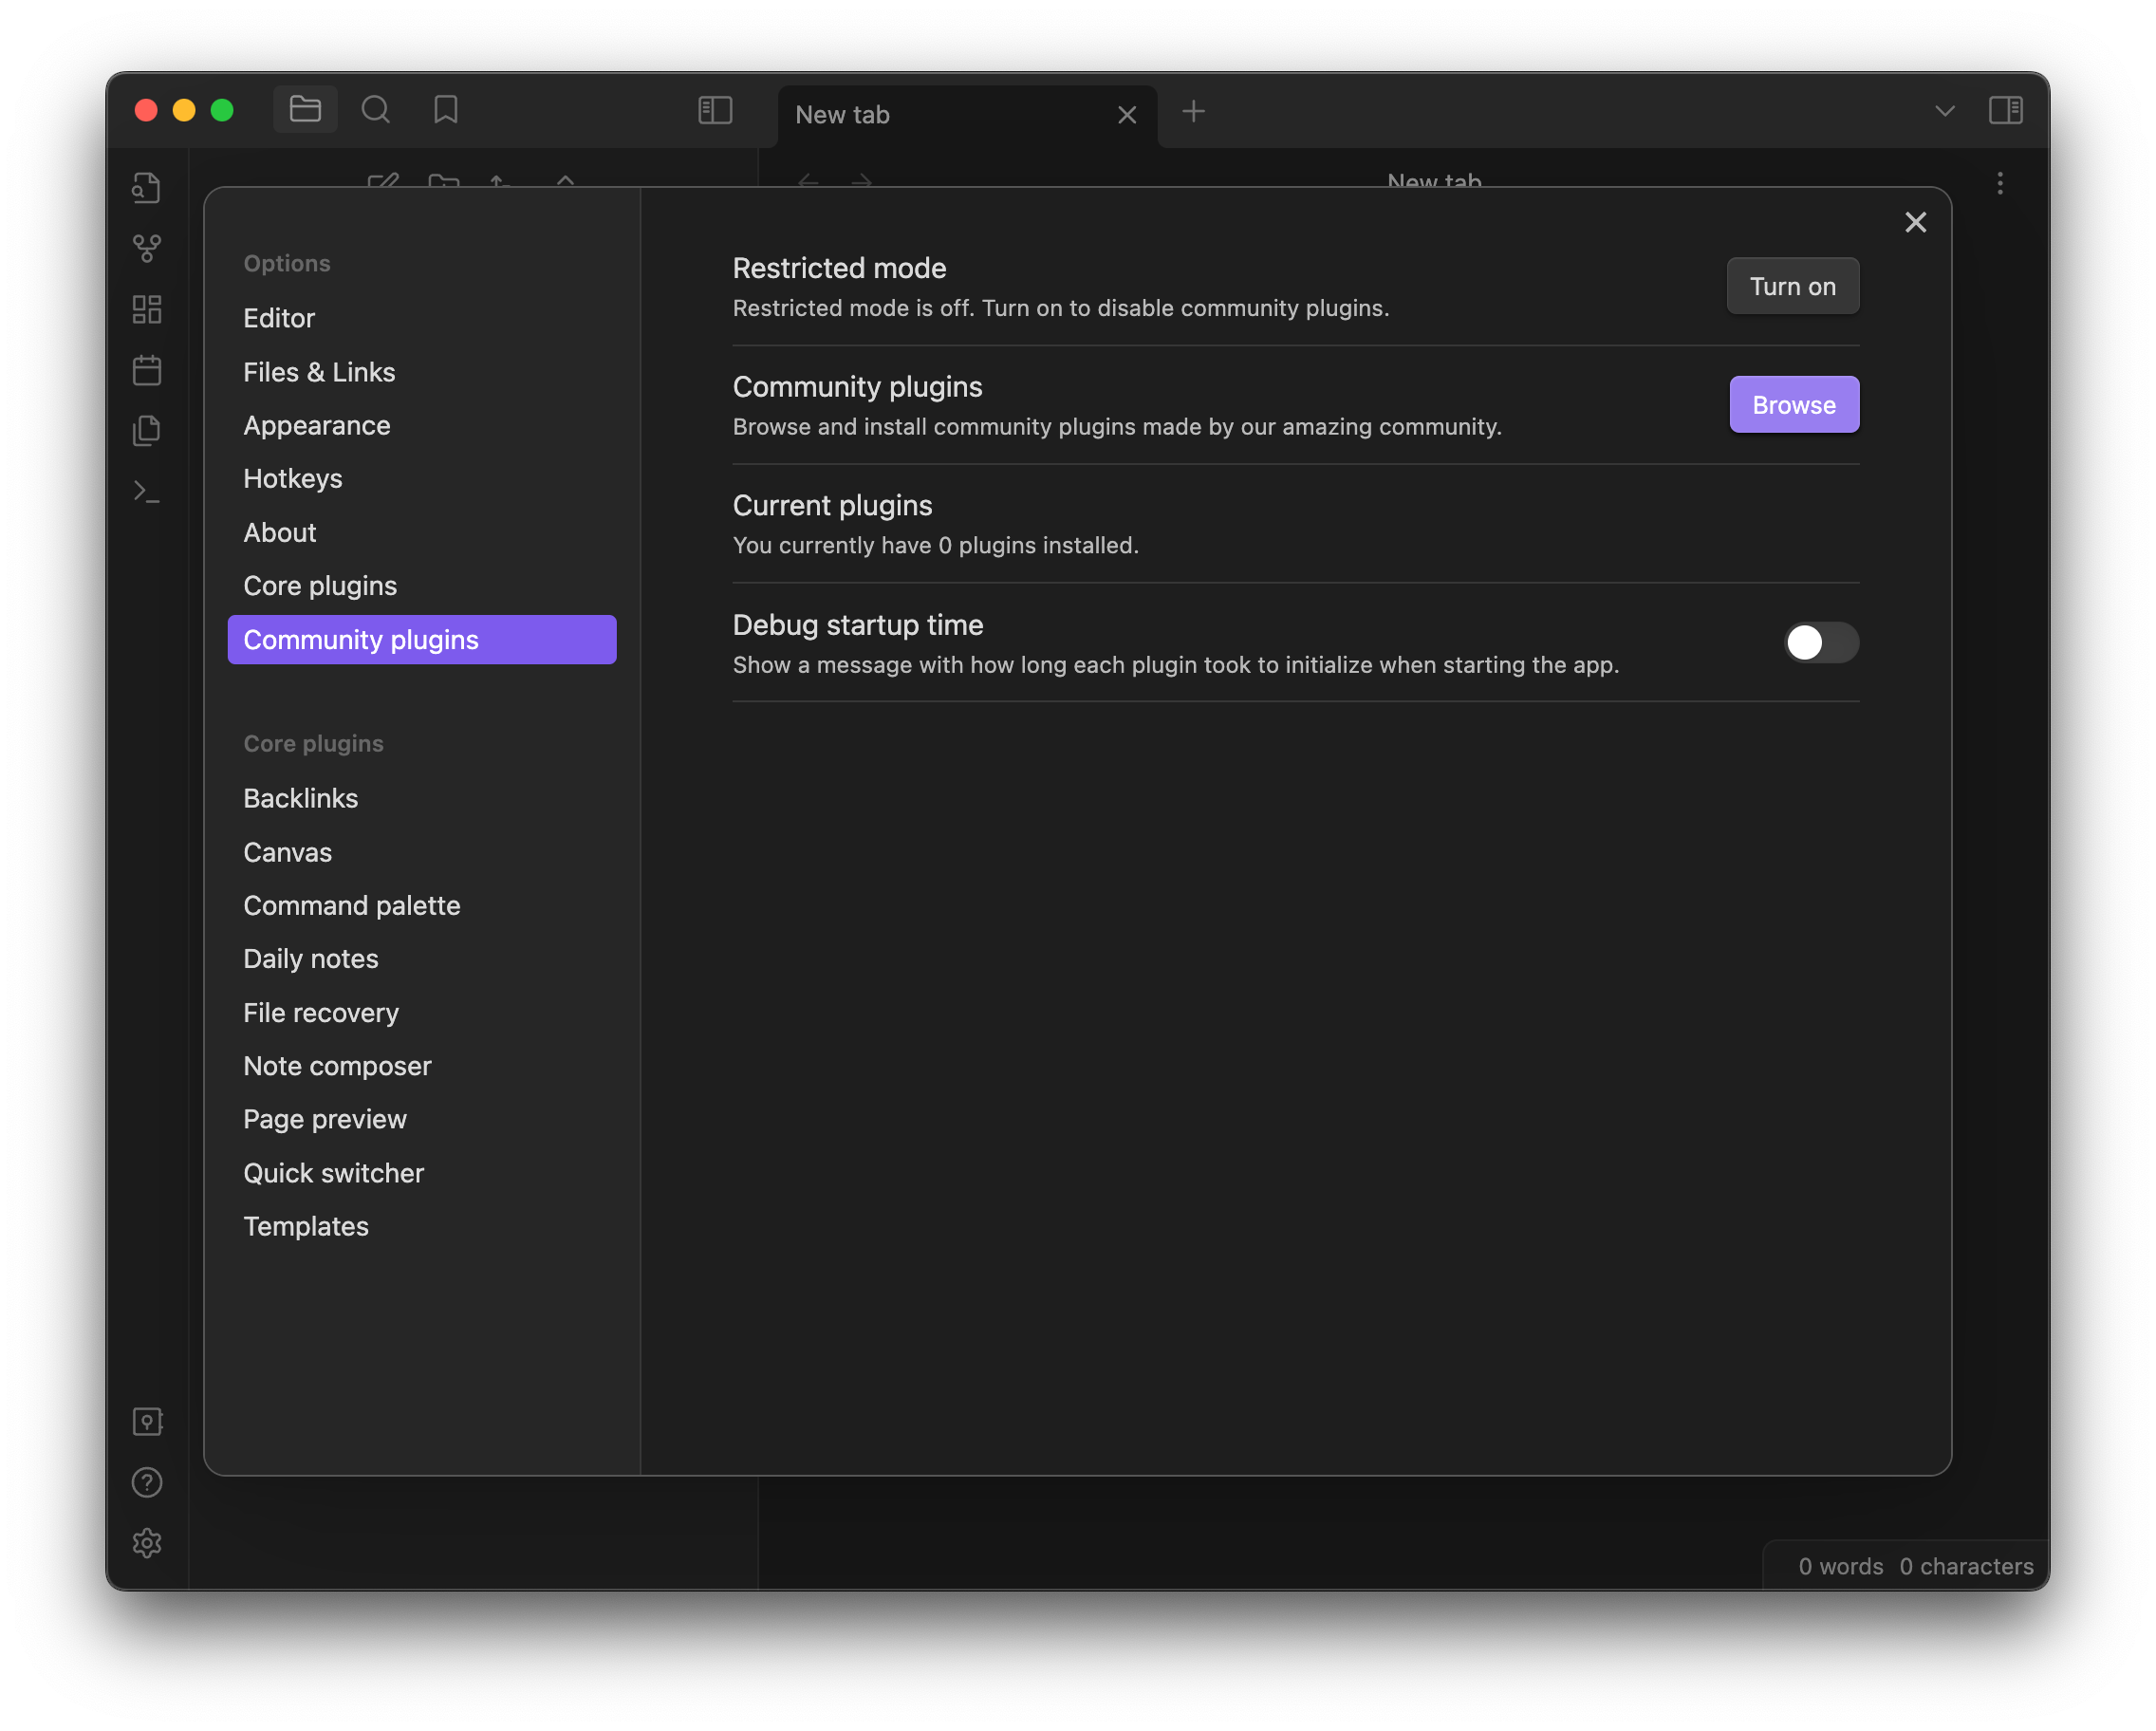 New tab
New tab
Options
Editor
Files & Links
Appearance
Hotkeys
About
Core plugins
Community plugins
Core plugins
Backlinks
Canvas
Command palette
Daily notes
File recovery
Note composer
Page preview
Quick switcher
Templates
Restricted mode
Restricted mode is off. Turn on to disable community plugins.
Turn on
Community plugins
Browse and install community plugins made by our amazing community.
Browse
Current plugins
You currently have 0 plugins installed.
Debug startup time
Show a message with how long each plugin took to initialize when starting the app.
0 words 0 characters